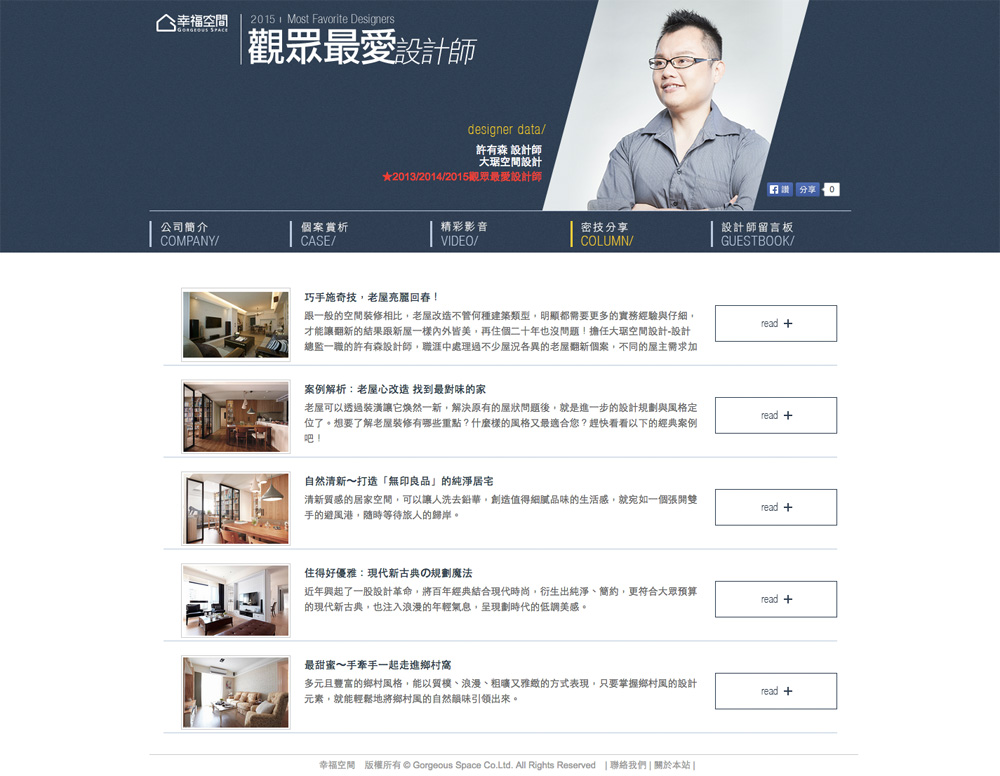 幸福空間
GORGEOUS SPACE
2015 Most Favorite Designers
觀眾最愛設計師
designer data/
許有森 設計師
大琚空間設計
★2013/2014/2015觀眾最愛設計師
讚 分享 0
公司簡介
COMPANY/
個案賞析
CASE/
精彩影音
VIDEO/
密技分享
COLUMN/
設計師留言板
GUESTBOOK/
巧手施奇技，老屋亮麗回春！
跟一般的空間裝修相比，老屋改造不管何種建築類型，明顯都需要更多的實務經驗與仔細，
才能讓翻新的結果跟新屋一樣內外皆美，再住個二十年也沒問題！擔任大琚空間設計-設計
總監一職的許有森設計師，職涯中處理過不少屋況各異的老屋翻新個案，不同的屋主需求加
read +
案例解析：老屋心改造 找到最對味的家
老屋可以透過裝潢讓它煥然一新，解決原有的屋狀問題後，就是進一步的設計規劃與風格定
位了。想要了解老屋裝修有哪些重點？什麼樣的風格又最適合您？趕快看看以下的經典案例
吧！
read +
自然清新～打造「無印良品」的純淨居宅
清新質感的居家空間，可以讓人洗去鉛華，創造值得細膩品味的生活感，就宛如一個張開雙
手的避風港，隨時等待旅人的歸岸。
read +
住得好優雅：現代新古典の規劃魔法
近年興起了一股設計革命，將百年經典結合現代時尚，衍生出純淨、簡約，更符合大眾預算
的現代新古典，也注入浪漫的年輕氣息，呈現劃時代的低調美感。
read +
最甜蜜～手牽手一起走進鄉村窩
多元且豐富的鄉村風格，能以質樸、浪漫、粗曠又雅緻的方式表現，只要掌握鄉村風的設計
元素，就能輕鬆地將鄉村風的自然韻味引領出來。
read +
幸福空間 版權所有 © Gorgeous Space Co.Ltd. All Rights Reserved | 聯絡我們 | 關於本站 |